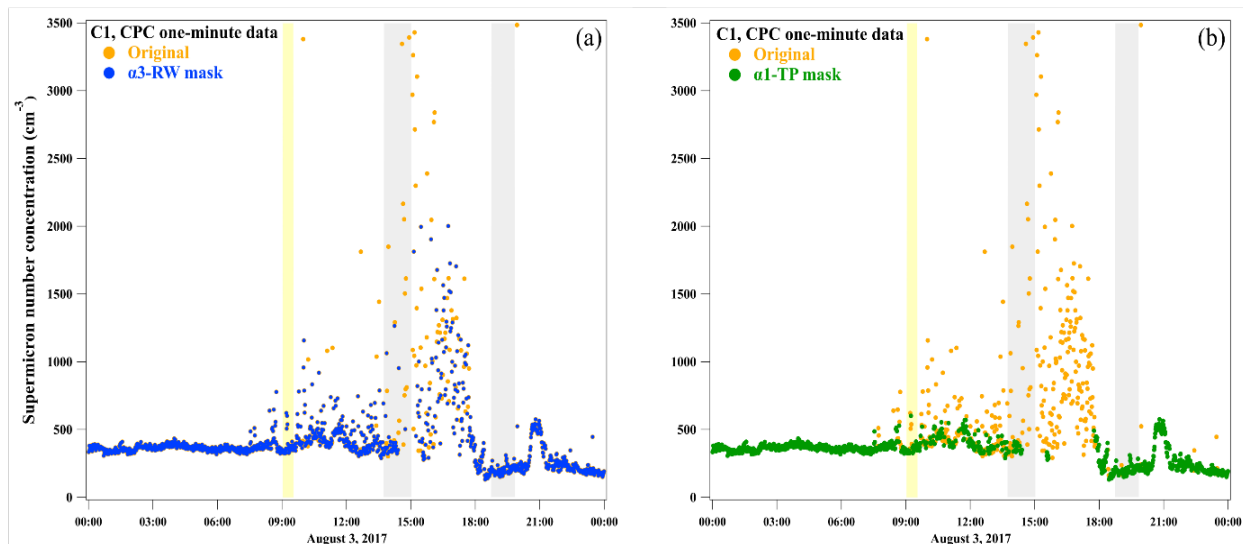 C1, CPC one-minute data
Original
α3-RW mask
(a)
Supermicron number concentration (cm⁻³)
3500
3000
2500
2000
1500
1000
500
0
00:00 03:00 06:00 09:00 12:00 15:00 18:00 21:00 00:00
August 3, 2017
C1, CPC one-minute data
Original
α1-TP mask
(b)
3500
3000
2500
2000
1500
1000
500
0
00:00 03:00 06:00 09:00 12:00 15:00 18:00 21:00 00:00
August 3, 2017